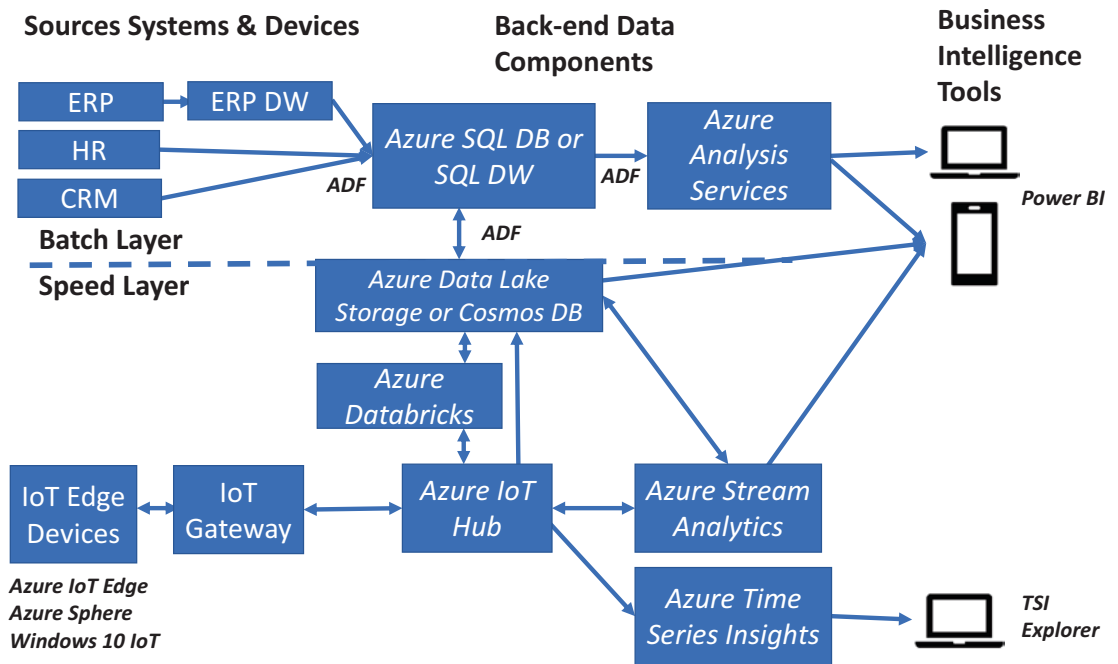 Sources Systems & Devices
Back-end Data
Components
Business
Intelligence
Tools
ERP
ERP DW
HR
CRM
ADF
Azure SQL DB or
SQL DW
ADF
Azure
Analysis
Services
Power BI
Batch Layer
ADF
Speed Layer
Azure Data Lake
Storage or Cosmos DB
Azure
Databricks
IoT Edge
Devices
IoT
Gateway
Azure IoT
Hub
Azure Stream
Analytics
Azure IoT Edge
Azure Sphere
Windows 10 IoT
Azure Time
Series Insights
TSI
Explorer